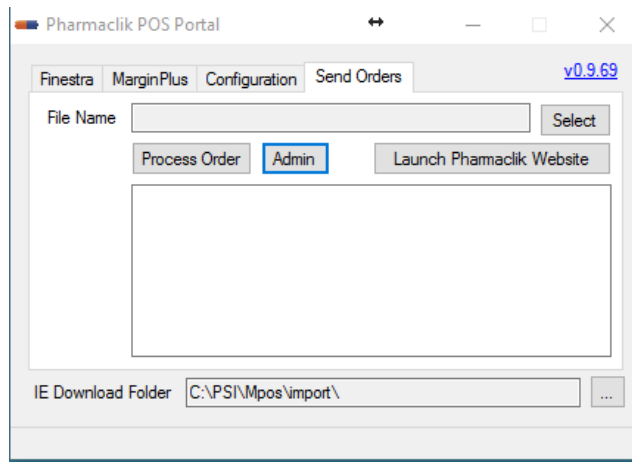 Pharmaclik POS Portal
Finestra MarginPlus Configuration Send Orders v0.9.69
File Name Select
Process Order Admin Launch Pharmaclik Website
IE Download Folder C:\PSI\Mpos\import\ ...